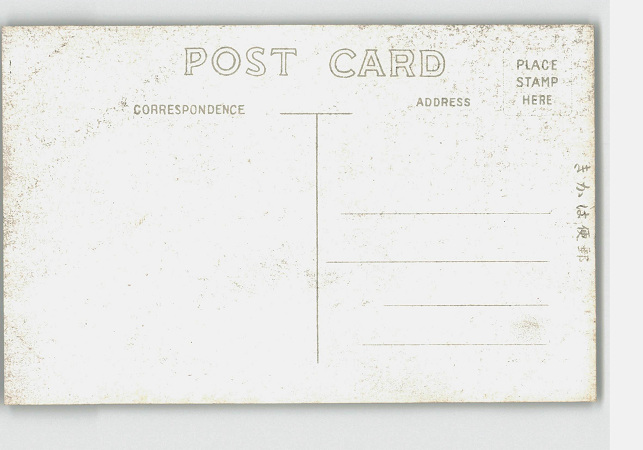 POST CARD
PLACE
STAMP
HERE
CORRESPONDENCE
ADDRESS
きかは便郵